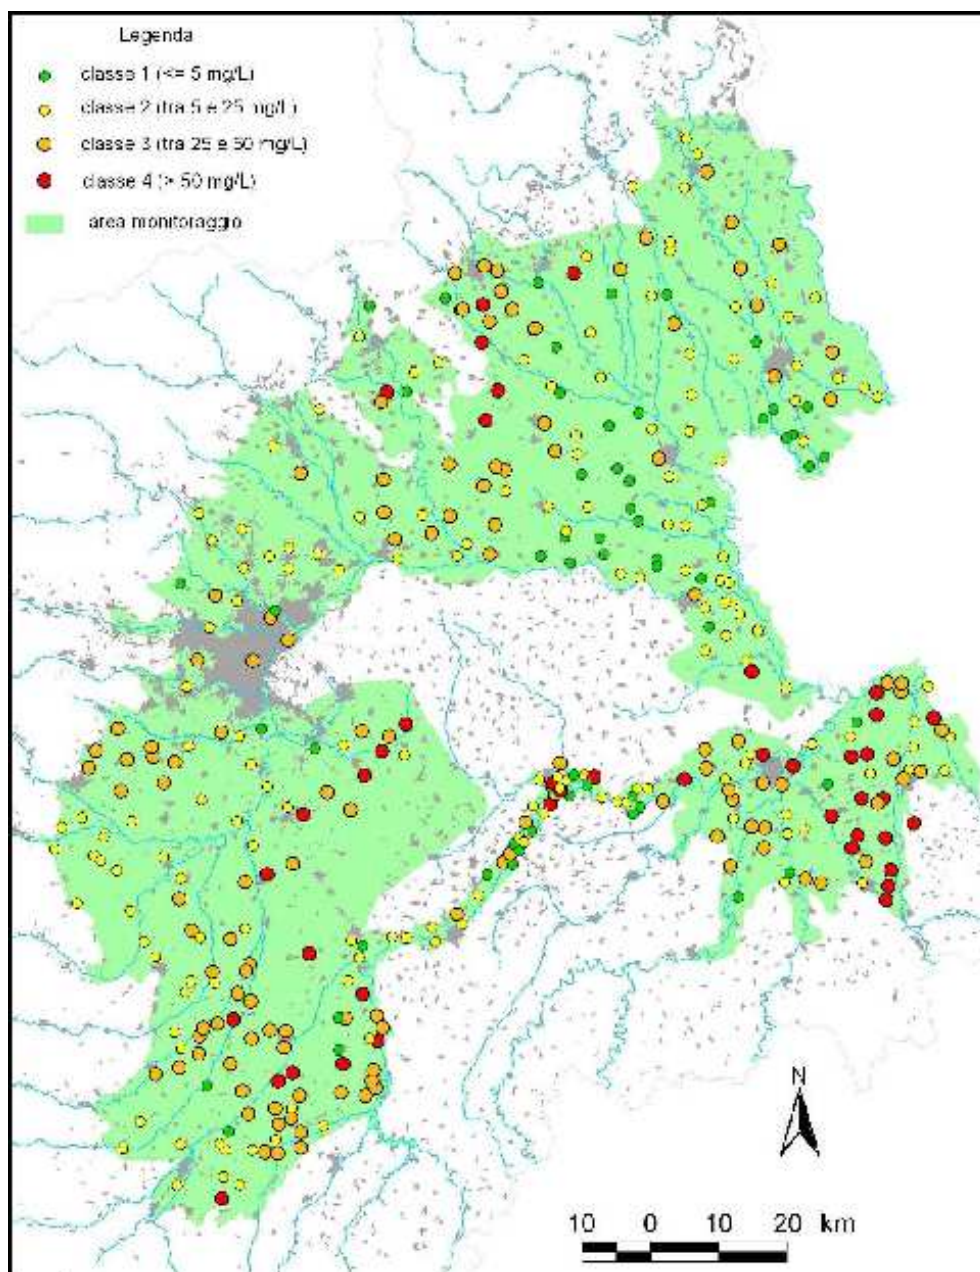 Legenda
classe 1 (<= 5 mg/L)
classe 2 (tra 5 e 25 mg/L)
classe 3 (tra 25 e 50 mg/L)
classe 4 (> 50 mg/L)
area monitoraggio
N
10 0 10 20 km